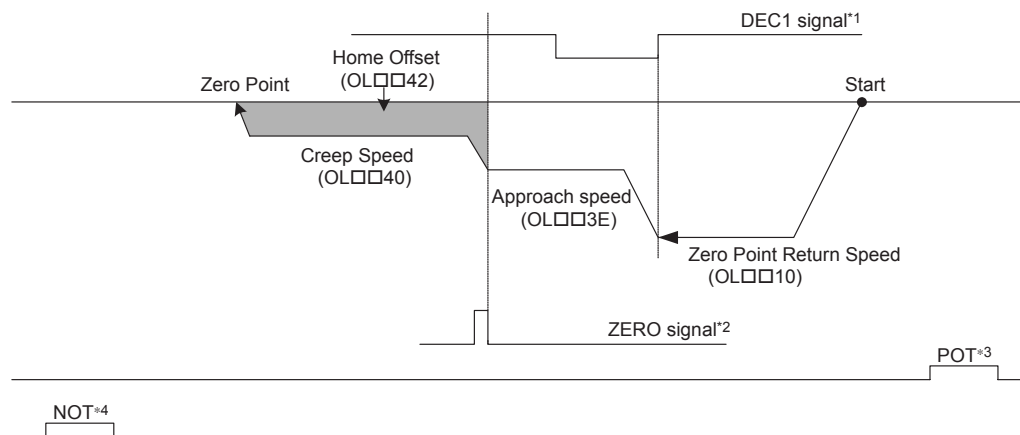 DEC1 signal*1
Home Offset
(OL□□42)
Zero Point
Start
Creep Speed
(OL□□40)
Approach speed
(OL□□3E)
Zero Point Return Speed
(OL□□10)
ZERO signal*2
POT*3
NOT*4